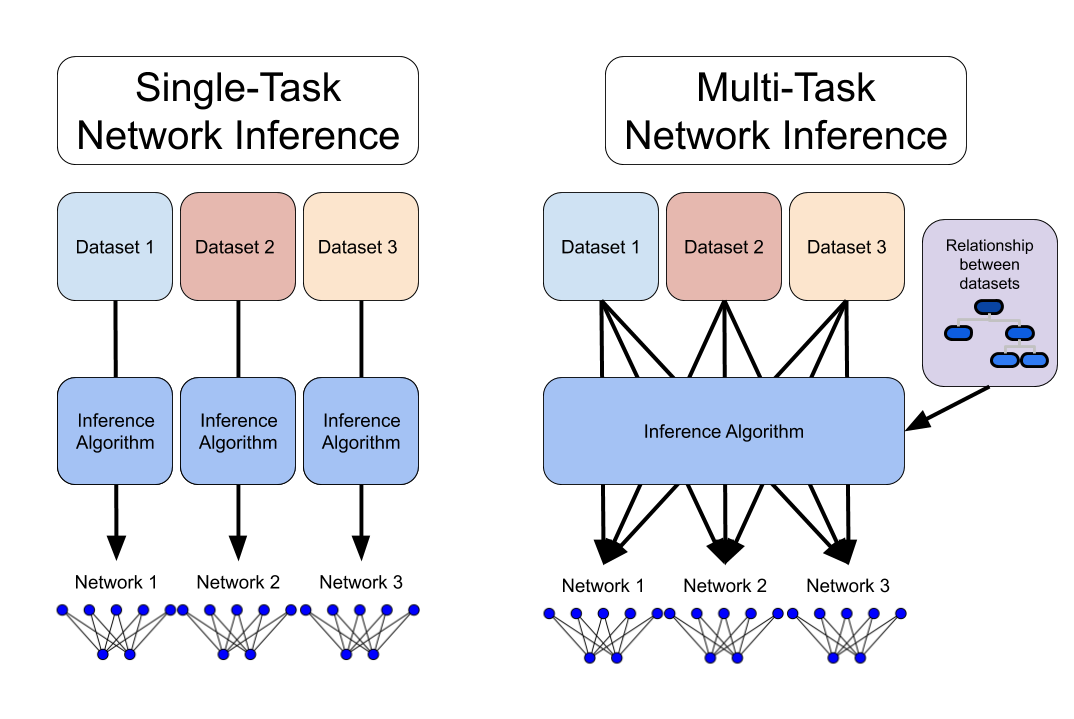 Single-Task
Network Inference
Dataset 1
Dataset 2
Dataset 3
Inference
Algorithm
Inference
Algorithm
Inference
Algorithm
Network 1
Network 2
Network 3
Multi-Task
Network Inference
Dataset 1
Dataset 2
Dataset 3
Relationship
between
datasets
Inference Algorithm
Network 1
Network 2
Network 3